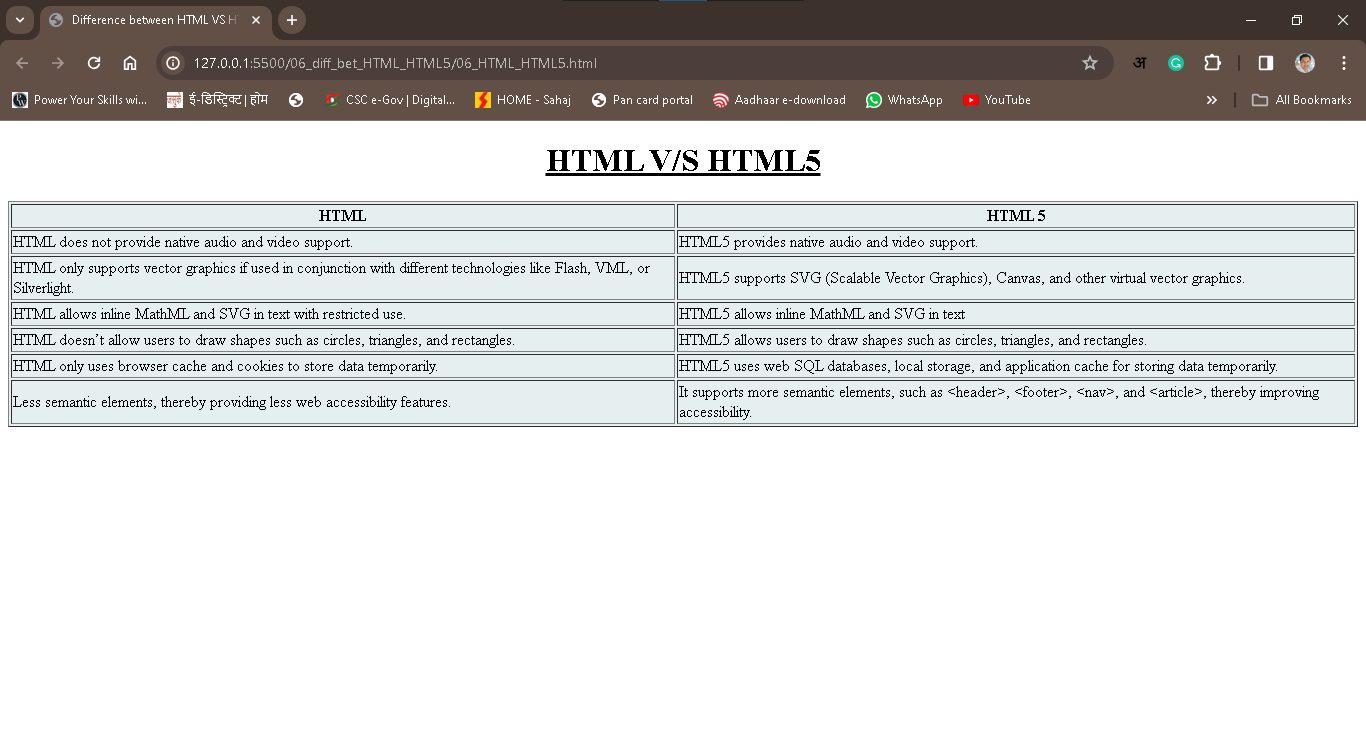 Difference between HTML VS H
127.0.0.1:5500/06_diff_bet_HTML_HTML5/06_HTML_HTML5.html
अ
Power Your Skills wi...
ई-डिस्ट्रिक्ट | होम
CSC e-Gov | Digital...
HOME - Sahaj
Pan card portal
Aadhaar e-download
WhatsApp
YouTube
All Bookmarks
HTML V/S HTML5
HTML
HTML 5
HTML does not provide native audio and video support.
HTML5 provides native audio and video support.
HTML only supports vector graphics if used in conjunction with different technologies like Flash, VML, or
Silverlight.
HTML5 supports SVG (Scalable Vector Graphics), Canvas, and other virtual vector graphics.
HTML allows inline MathML and SVG in text with restricted use.
HTML5 allows inline MathML and SVG in text
HTML doesn’t allow users to draw shapes such as circles, triangles, and rectangles.
HTML5 allows users to draw shapes such as circles, triangles, and rectangles.
HTML only uses browser cache and cookies to store data temporarily.
HTML5 uses web SQL databases, local storage, and application cache for storing data temporarily.
Less semantic elements, thereby providing less web accessibility features.
It supports more semantic elements, such as <header>, <footer>, <nav>, and <article>, thereby improving
accessibility.